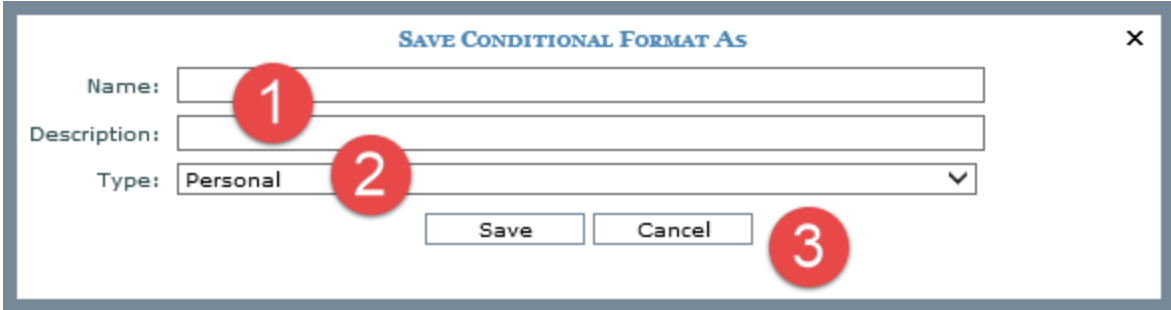 Save Conditional Format As ×
Name:
1
Description:
Type: Personal
2
Save Cancel
3